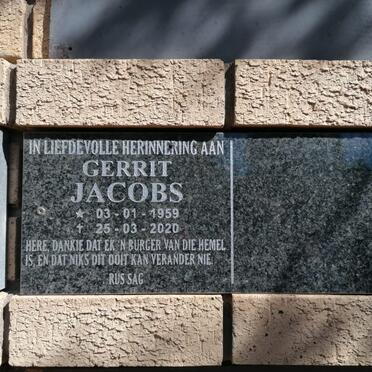 IN LIEFDEVOLLE HERINNERING AAN
GERRIT
JACOBS
★ 03 - 01 - 1959
✝ 25 - 03 - 2020
HERE, DANKIE DAT EK 'N BURGER VAN DIE HEMEL
IS, EN DAT NIKS DIT OOIT KAN VERANDER NIE.
RUS SAG